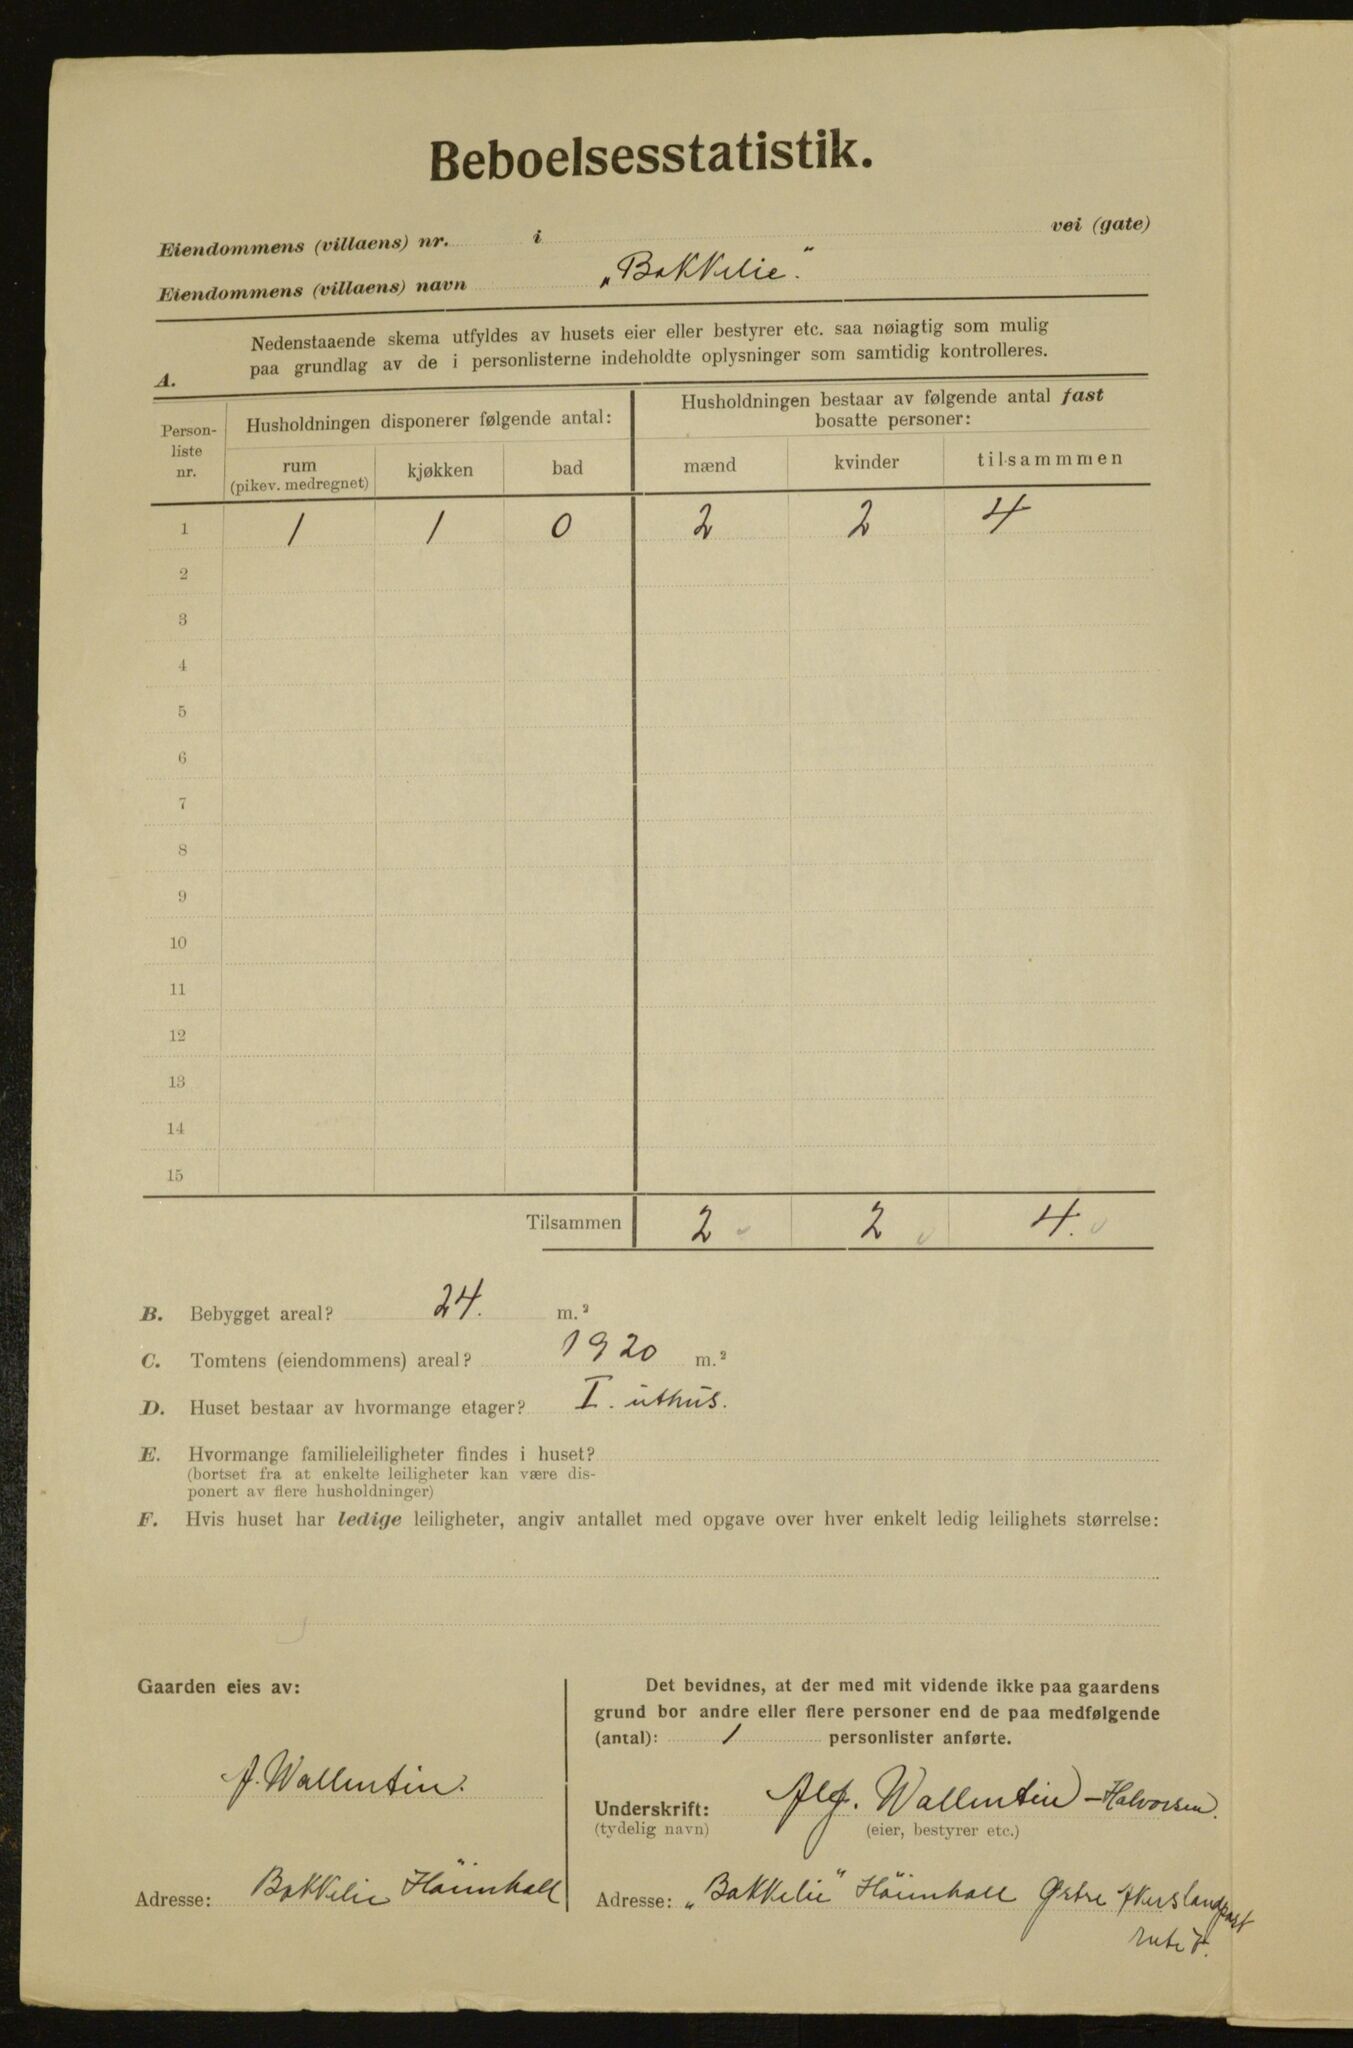 Beboelsesstatistik.
Eiendommens (villaens) nr. i vei (gate)
Eiendommens (villaens) navn „Bakkelie“.
Nedenstaaende skema utfyldes av husets eier eller bestyrer etc. saa nøiagtig som mulig
A. paa grundlag av de i personlisterne indeholdte oplysninger som samtidig kontrolleres.
Person-liste nr. Husholdningen disponerer følgende antal: Husholdningen bestaar av følgende antal fast bosatte personer:
rum (pikev. medregnet) kjøkken bad mænd kvinder tilsammmen
1 1 1 0 2 2 4
2
3
4
5
6
7
8
9
10
11
12
13
14
15
Tilsammen 2 2 4.
B. Bebygget areal? 24. m.²
C. Tomtens (eiendommens) areal? 1920 m.²
D. Huset bestaar av hvormange etager? I. uthus.
E. Hvormange familieleiligheter findes i huset?
(bortset fra at enkelte leiligheter kan være dis-
ponert av flere husholdninger)
F. Hvis huset har ledige leiligheter, angiv antallet med opgave over hver enkelt ledig leilighets størrelse:
Gaarden eies av:
A. Wallentin.
Adresse: Bakkelie Höimhall
Det bevidnes, at der med mit vidende ikke paa gaardens
grund bor andre eller flere personer end de paa medfølgende
(antal): 1 personlister anførte.
Underskrift: Alf. Wallentin – Halvorsen.
(tydelig navn) (eier, bestyrer etc.)
Adresse: „Bakkelie“ Höimhall Østre Akers landpost
rute